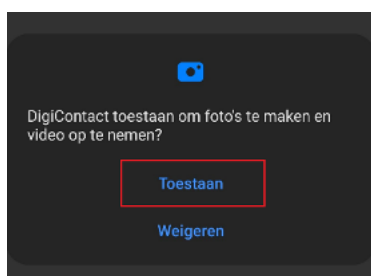 DigiContact toestaan om foto's te maken en
video op te nemen?
Toestaan
Weigeren